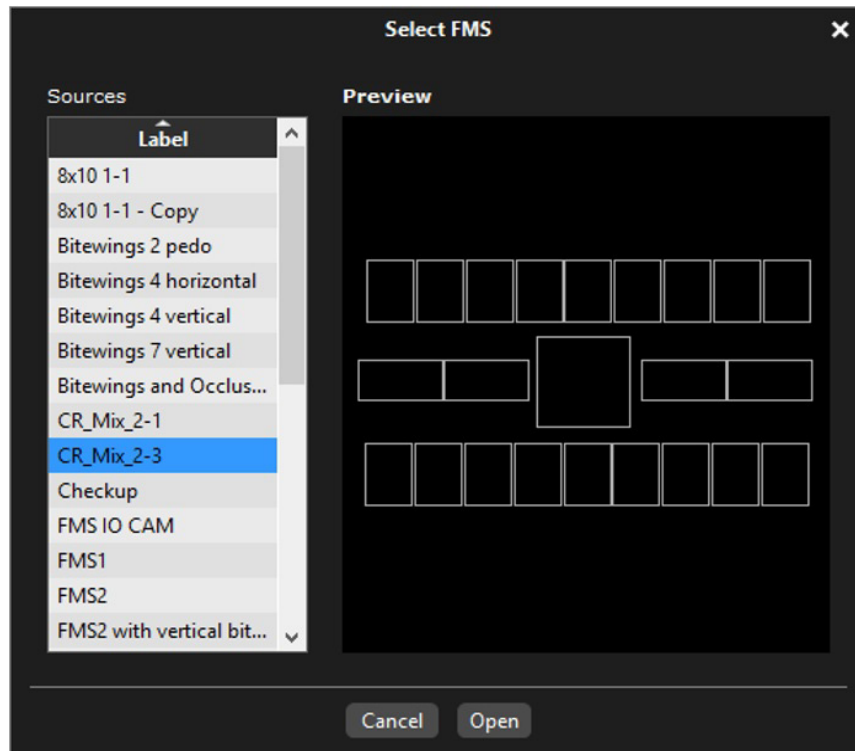 Select FMS
Sources
Preview
Label
8x10 1-1
8x10 1-1 - Copy
Bitewings 2 pedo
Bitewings 4 horizontal
Bitewings 4 vertical
Bitewings 7 vertical
Bitewings and Occlus...
CR_Mix_2-1
CR_Mix_2-3
Checkup
FMS IO CAM
FMS1
FMS2
FMS2 with vertical bit...
Cancel
Open